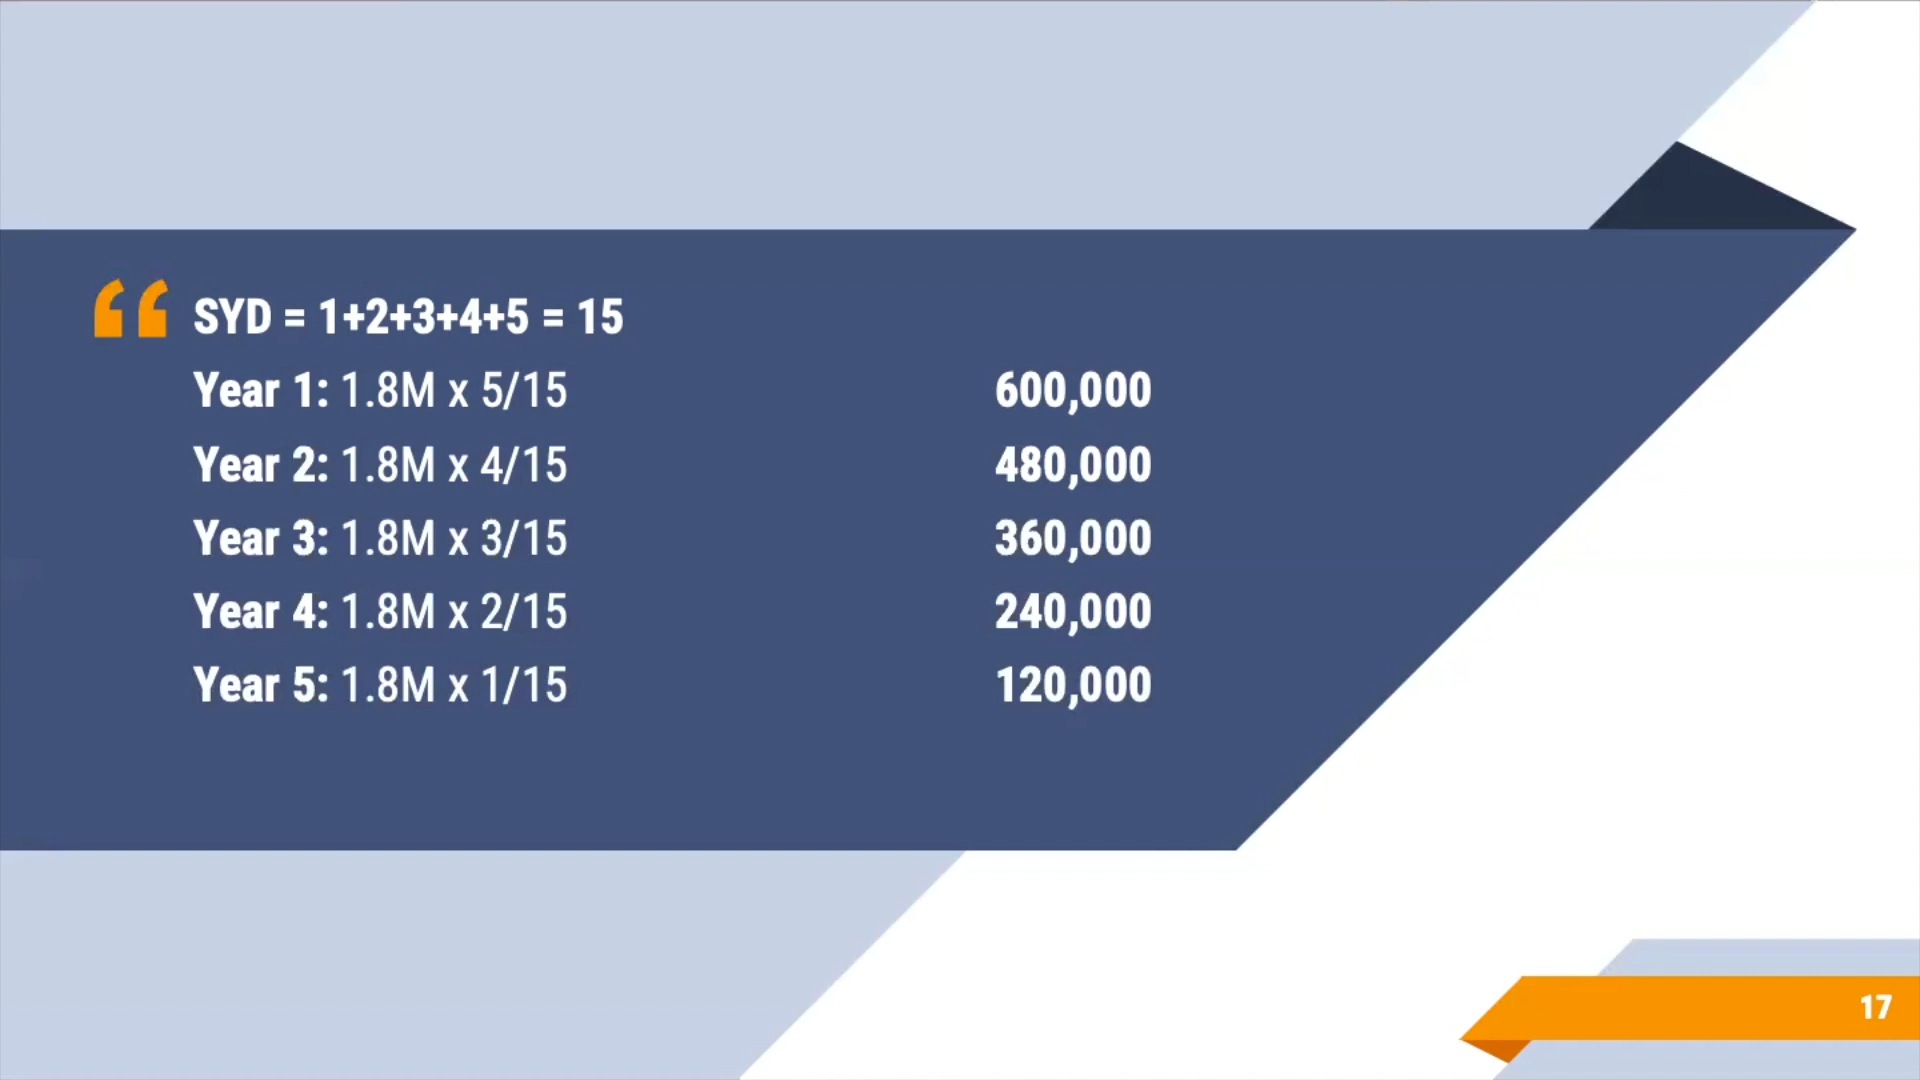 SYD = 1+2+3+4+5 = 15
Year 1: 1.8M x 5/15 600,000
Year 2: 1.8M x 4/15 480,000
Year 3: 1.8M x 3/15 360,000
Year 4: 1.8M x 2/15 240,000
Year 5: 1.8M x 1/15 120,000
17